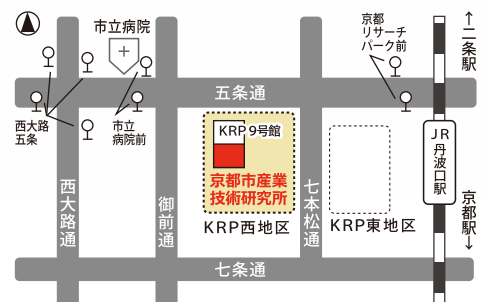 市立病院
京都
リサーチ
パーク前
←二条駅
五条通
西大路
五条
市立
病院前
KRP 9号館
京都市産業
技術研究所
KRP西地区
KRP東地区
JR丹波口駅
西大路通
御前通
七本松通
京都駅→
七条通